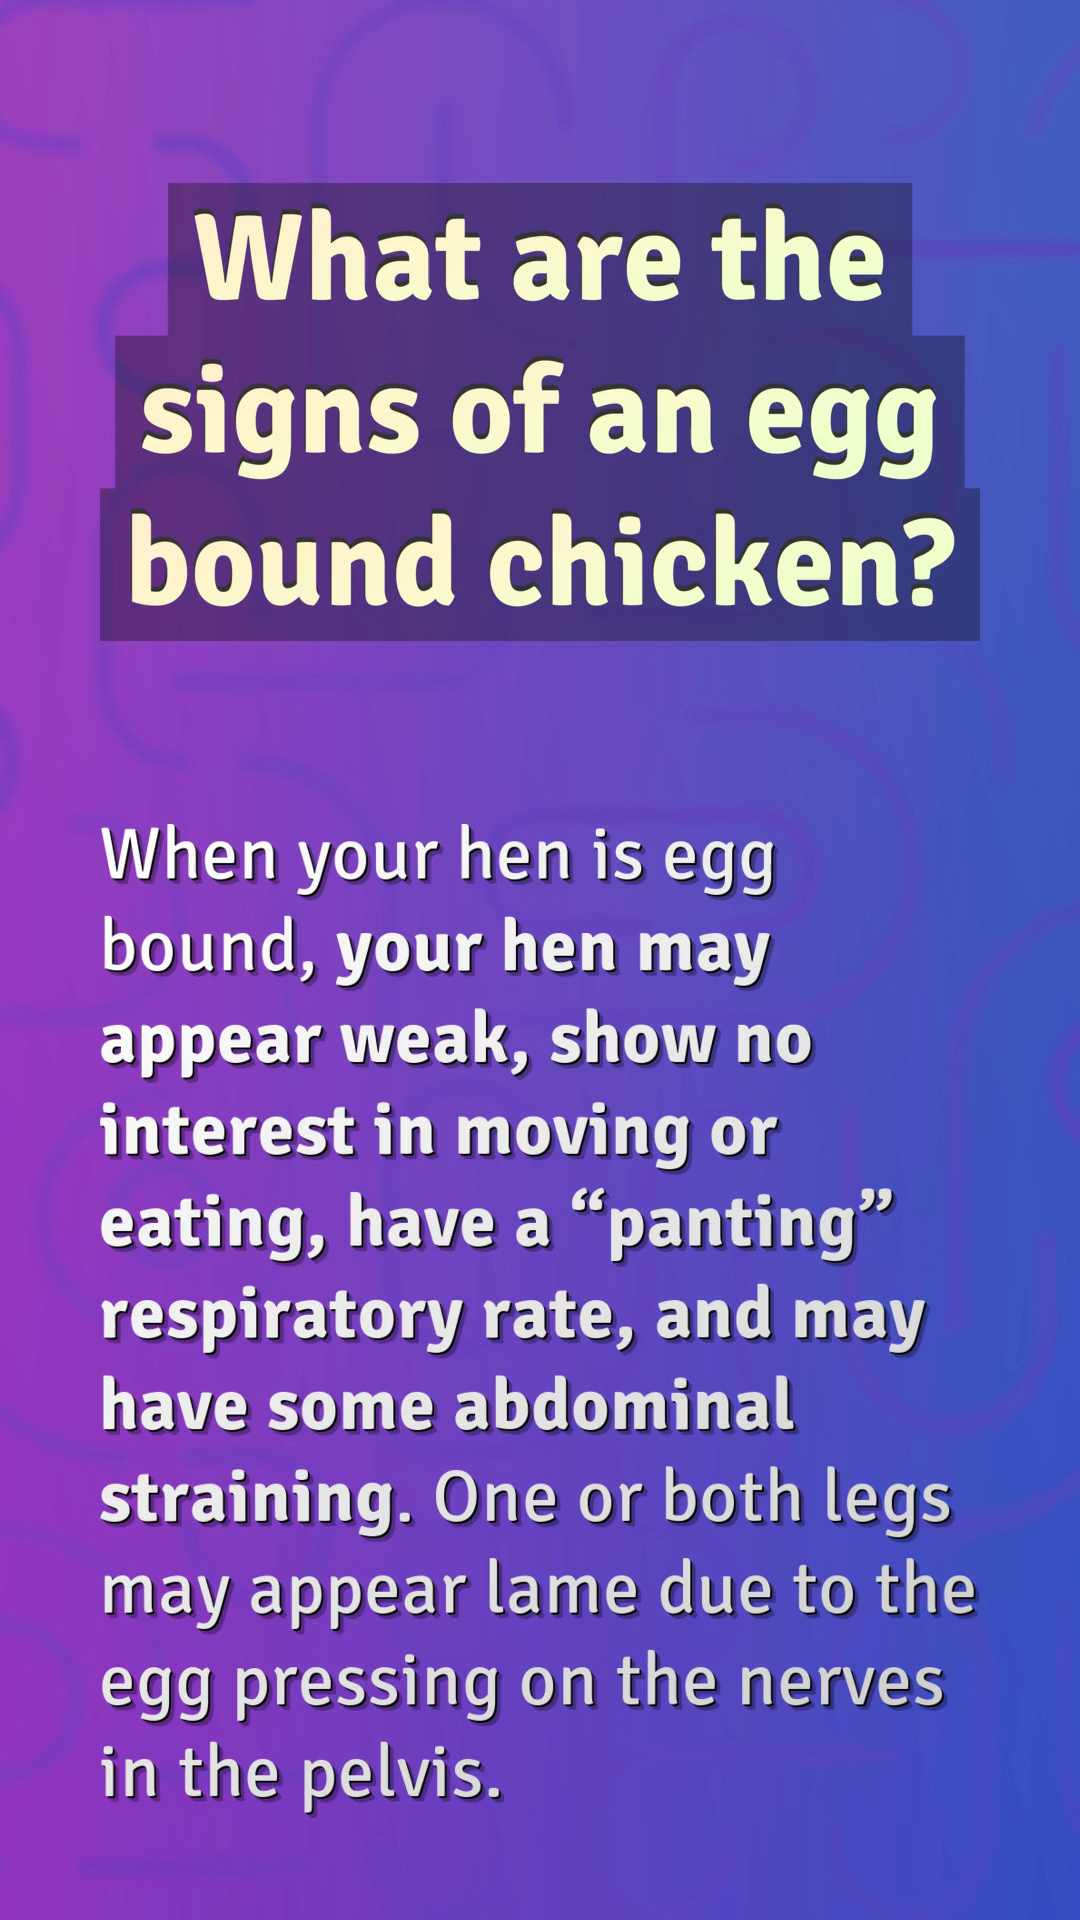 What are the
signs of an egg
bound chicken?
When your hen is egg
bound, your hen may
appear weak, show no
interest in moving or
eating, have a “panting”
respiratory rate, and may
have some abdominal
straining. One or both legs
may appear lame due to the
egg pressing on the nerves
in the pelvis.